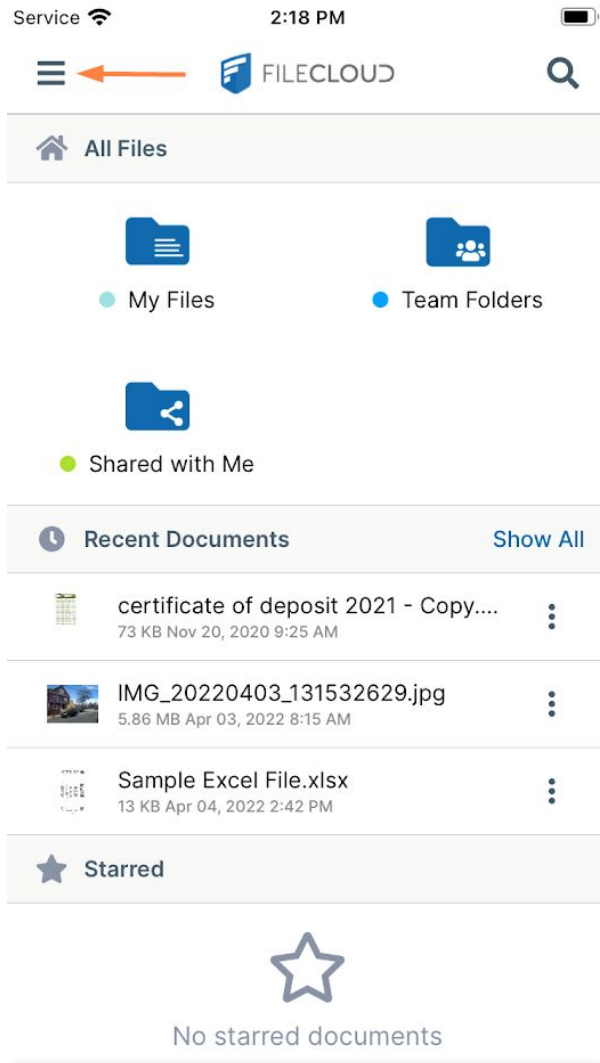 Service 2:18 PM
FILECLOUD
All Files
My Files Team Folders
Shared with Me
Recent Documents Show All
certificate of deposit 2021 - Copy....
73 KB Nov 20, 2020 9:25 AM
IMG_20220403_131532629.jpg
5.86 MB Apr 03, 2022 8:15 AM
Sample Excel File.xlsx
13 KB Apr 04, 2022 2:42 PM
Starred
No starred documents